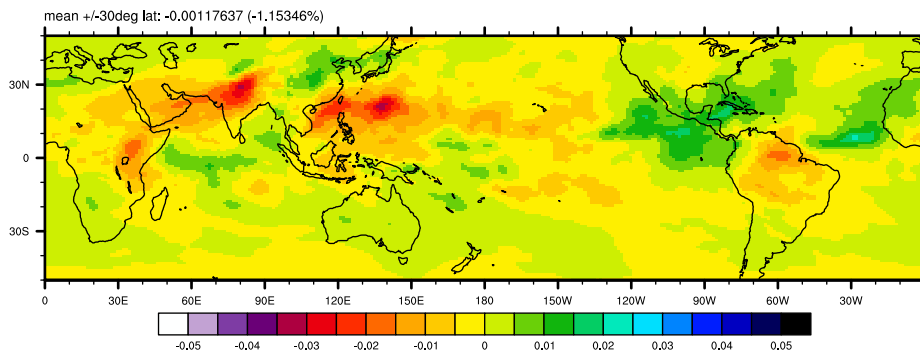 mean +/-30deg lat: -0.00117637 (-1.15346%)
30N
0
30S
0 30E 60E 90E 120E 150E 180 150W 120W 90W 60W 30W
-0.05 -0.04 -0.03 -0.02 -0.01 0 0.01 0.02 0.03 0.04 0.05